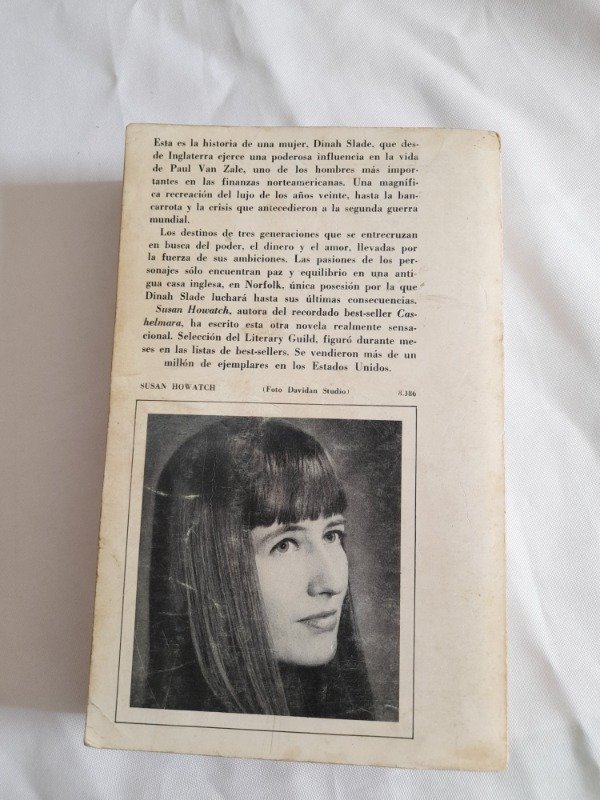 Esta es la historia de una mujer, Dinah Slade, que des-
de Inglaterra ejerce una poderosa influencia en la vida
de Paul Van Zale, uno de los hombres más impor-
tantes en las finanzas norteamericanas. Una magnífi-
ca recreación del lujo de los años veinte, hasta la ban-
carrota y la crisis que antecedieron a la segunda guerra
mundial.
Los destinos de tres generaciones que se entrecruzan
en busca del poder, el dinero y el amor, llevadas por
la fuerza de sus ambiciones. Las pasiones de los per-
sonajes sólo encuentran paz y equilibrio en una anti-
gua casa inglesa, en Norfolk, única posesión por la que
Dinah Slade luchará hasta sus últimas consecuencias.
Susan Howatch, autora del recordado best-seller Cas-
helmara, ha escrito esta otra novela realmente sensa-
cional. Selección del Literary Guild, figuró durante me-
ses en las listas de best-sellers. Se vendieron más de un
millón de ejemplares en los Estados Unidos.
SUSAN HOWATCH (Foto Davidan Studio) 8.386